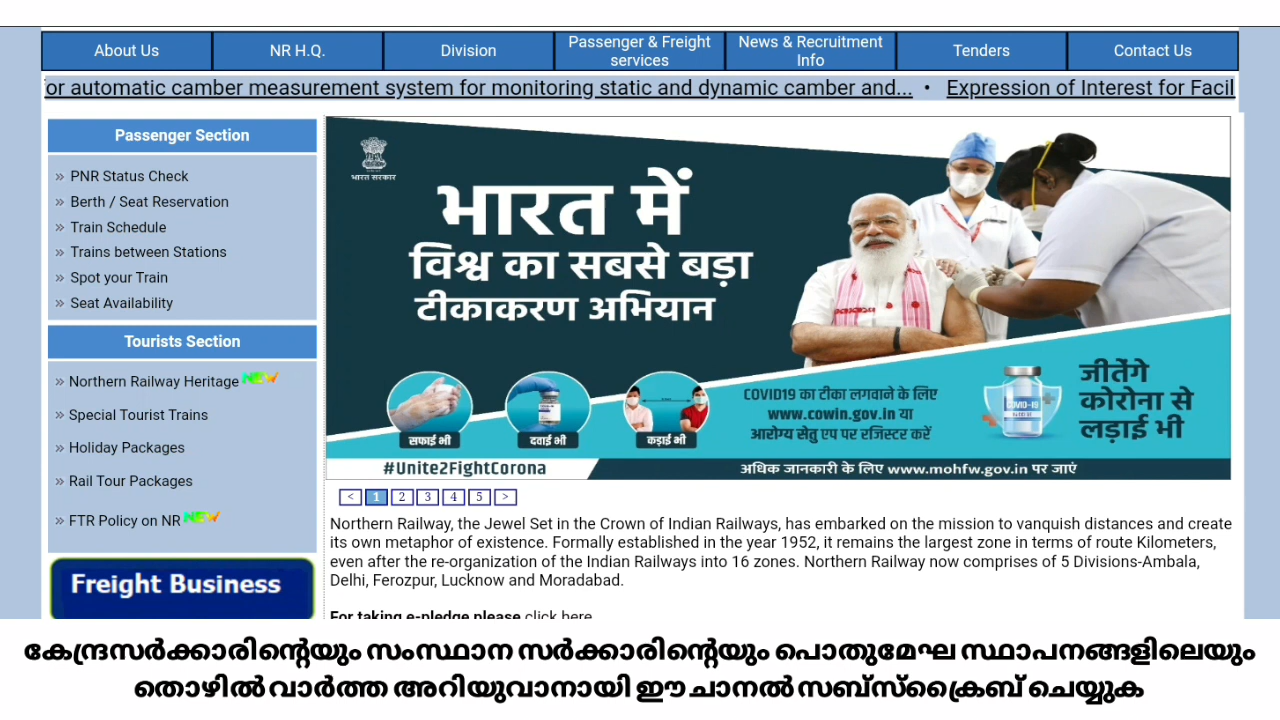 About Us
NR H.Q.
Division
Passenger & Freight
services
News & Recruitment
Info
Tenders
Contact Us
or automatic camber measurement system for monitoring static and dynamic camber and... • Expression of Interest for Facil
Passenger Section
» PNR Status Check
» Berth / Seat Reservation
» Train Schedule
» Trains between Stations
» Spot your Train
» Seat Availability
Tourists Section
» Northern Railway Heritage NEW
» Special Tourist Trains
» Holiday Packages
» Rail Tour Packages
» FTR Policy on NR NEW
Freight Business
भारत सरकार
भारत में
विश्व का सबसे बड़ा
टीकाकरण अभियान
सफाई भी
दवाई भी
कड़ाई भी
COVID19 का टीका लगवाने के लिए
www.cowin.gov.in या
आरोग्य सेतु एप पर रजिस्टर करें
COVID-19
जीतेंगे
कोरोना से
लड़ाई भी
#Unite2FightCorona
अधिक जानकारी के लिए www.mohfw.gov.in पर जाएं
< 1 2 3 4 5 >
Northern Railway, the Jewel Set in the Crown of Indian Railways, has embarked on the mission to vanquish distances and create
its own metaphor of existence. Formally established in the year 1952, it remains the largest zone in terms of route Kilometers,
even after the re-organization of the Indian Railways into 16 zones. Northern Railway now comprises of 5 Divisions-Ambala,
Delhi, Ferozpur, Lucknow and Moradabad.
For taking e-pledge please click here
കേന്ദ്രസർക്കാരിന്റെയും സംസ്ഥാന സർക്കാരിന്റെയും പൊതുമേഘ സ്ഥാപനങ്ങളിലെയും
തൊഴിൽ വാർത്ത അറിയുവാനായി ഈ ചാനൽ സബ്സ്ക്രൈബ് ചെയ്യുക